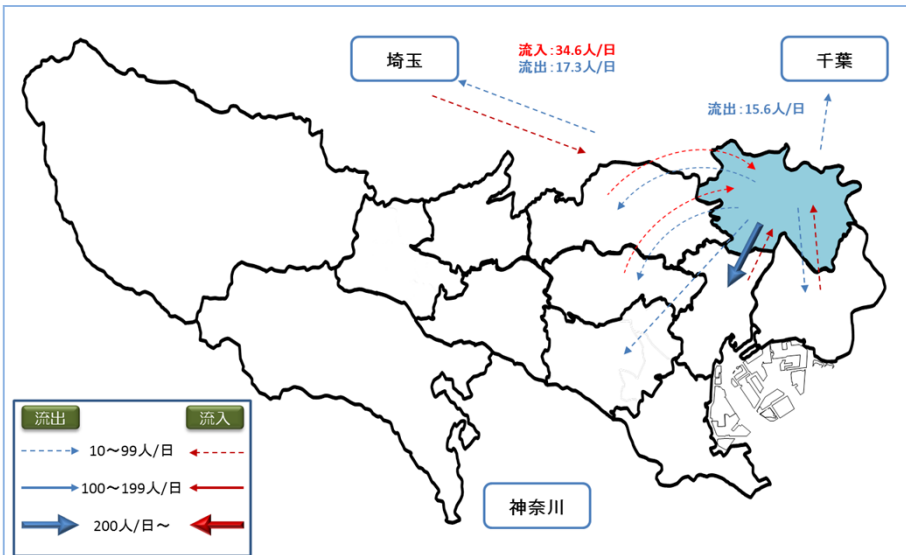 埼玉
流入：34.6人/日
流出：17.3人/日
千葉
流出：15.6人/日
流出
流入
10～99人/日
100～199人/日
200人/日～
神奈川